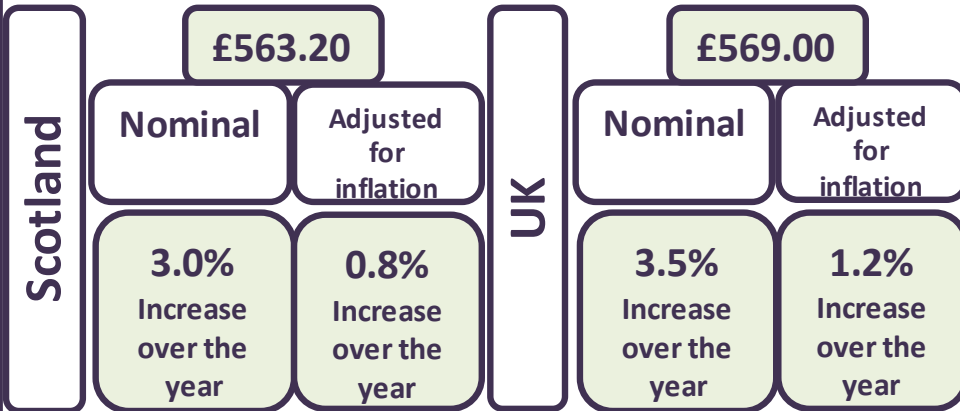 Scotland
£563.20
Nominal
Adjusted
for
inflation
3.0%
Increase
over the
year
0.8%
Increase
over the
year
UK
£569.00
Nominal
Adjusted
for
inflation
3.5%
Increase
over the
year
1.2%
Increase
over the
year